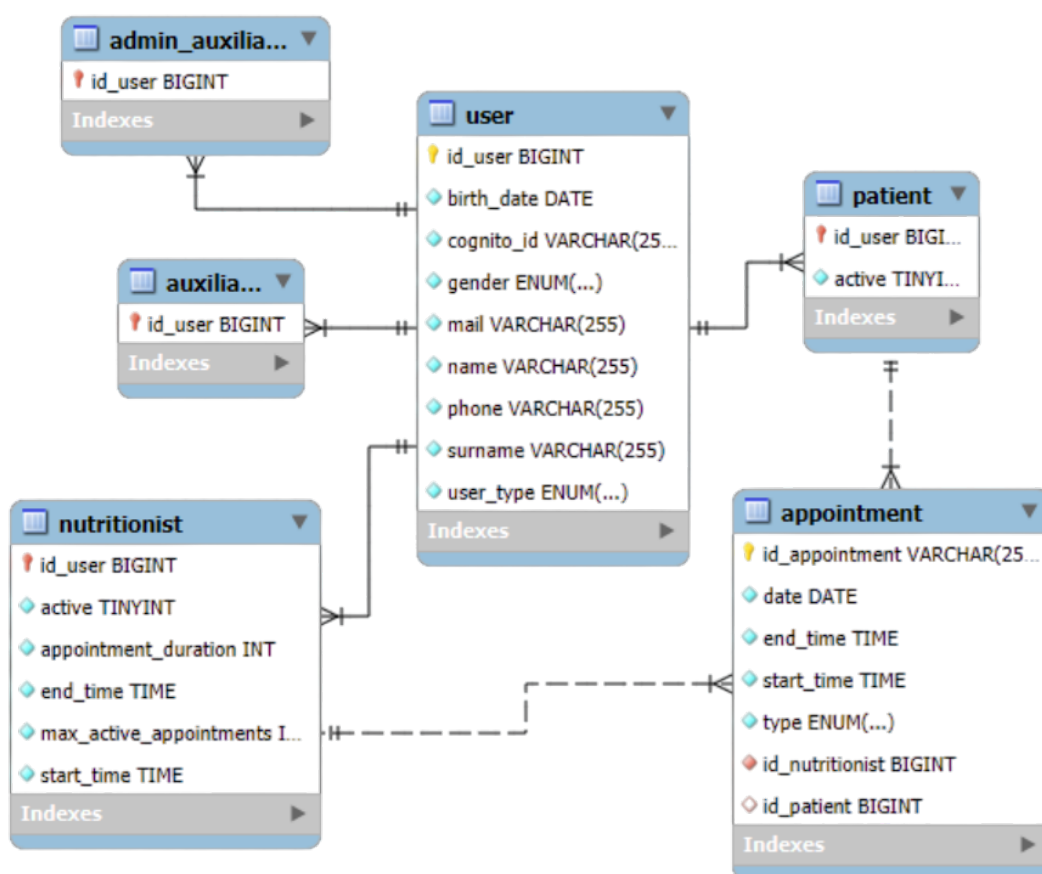 admin_auxilia...
id_user BIGINT
Indexes
user
id_user BIGINT
birth_date DATE
cognito_id VARCHAR(25...
gender ENUM(...)
mail VARCHAR(255)
name VARCHAR(255)
phone VARCHAR(255)
surname VARCHAR(255)
user_type ENUM(...)
Indexes
patient
id_user BIGI...
active TINYI...
Indexes
auxilia...
id_user BIGINT
Indexes
nutritionist
id_user BIGINT
active TINYINT
appointment_duration INT
end_time TIME
max_active_appointments I...
start_time TIME
Indexes
appointment
id_appointment VARCHAR(25...
date DATE
end_time TIME
start_time TIME
type ENUM(...)
id_nutritionist BIGINT
id_patient BIGINT
Indexes